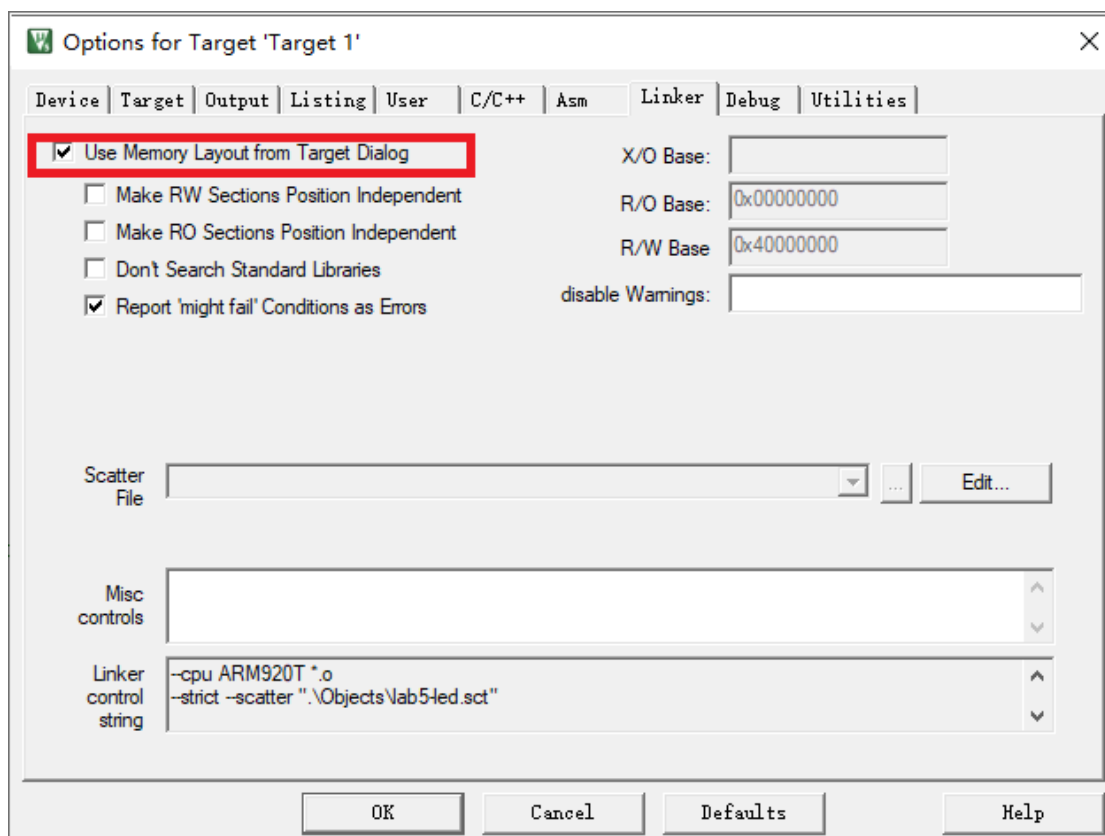 Options for Target 'Target 1'
Device Target Output Listing User C/C++ Asm Linker Debug Utilities
Use Memory Layout from Target Dialog
Make RW Sections Position Independent
Make RO Sections Position Independent
Don't Search Standard Libraries
Report 'might fail' Conditions as Errors
X/O Base:
R/O Base: 0x00000000
R/W Base 0x40000000
disable Warnings:
Scatter
File
... Edit...
Misc
controls
Linker
control
string
--cpu ARM920T *.o
--strict --scatter ".\Objects\lab5-led.sct"
OK Cancel Defaults Help